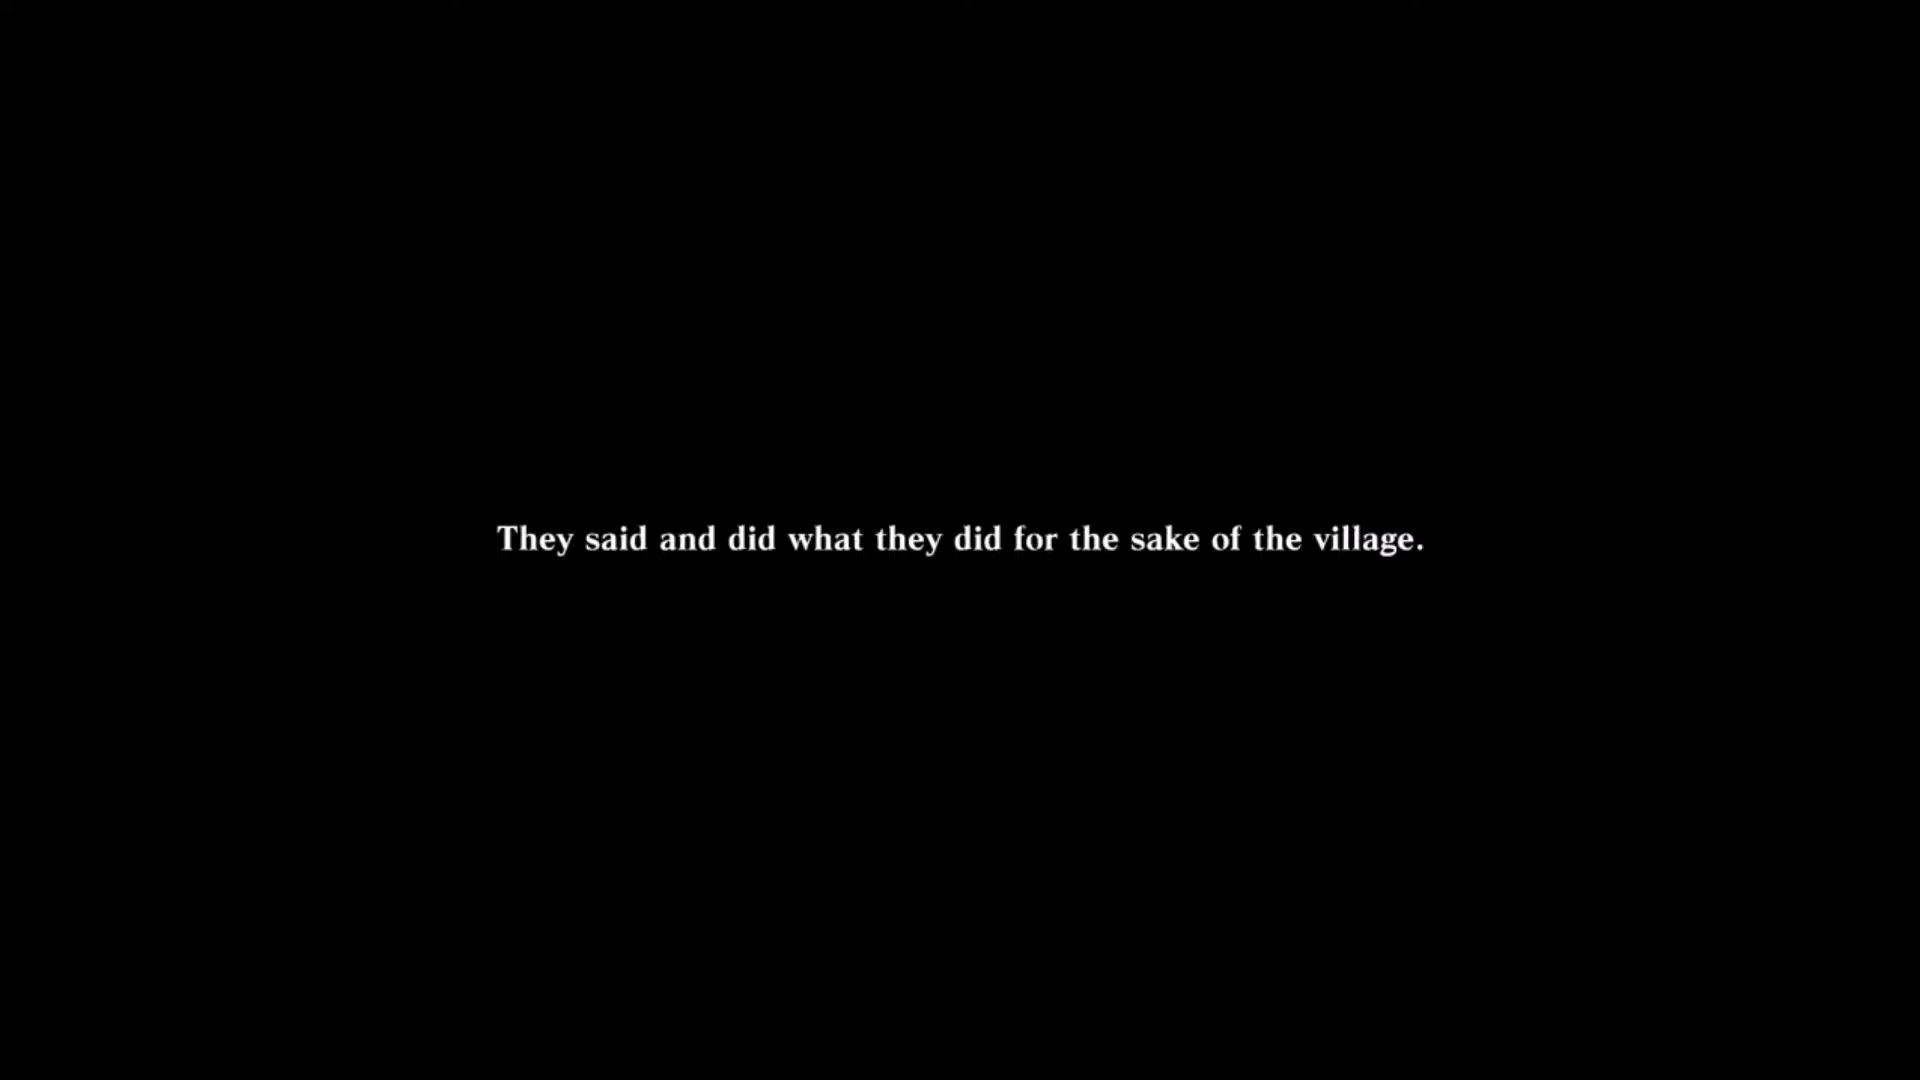 They said and did what they did for the sake of the village.